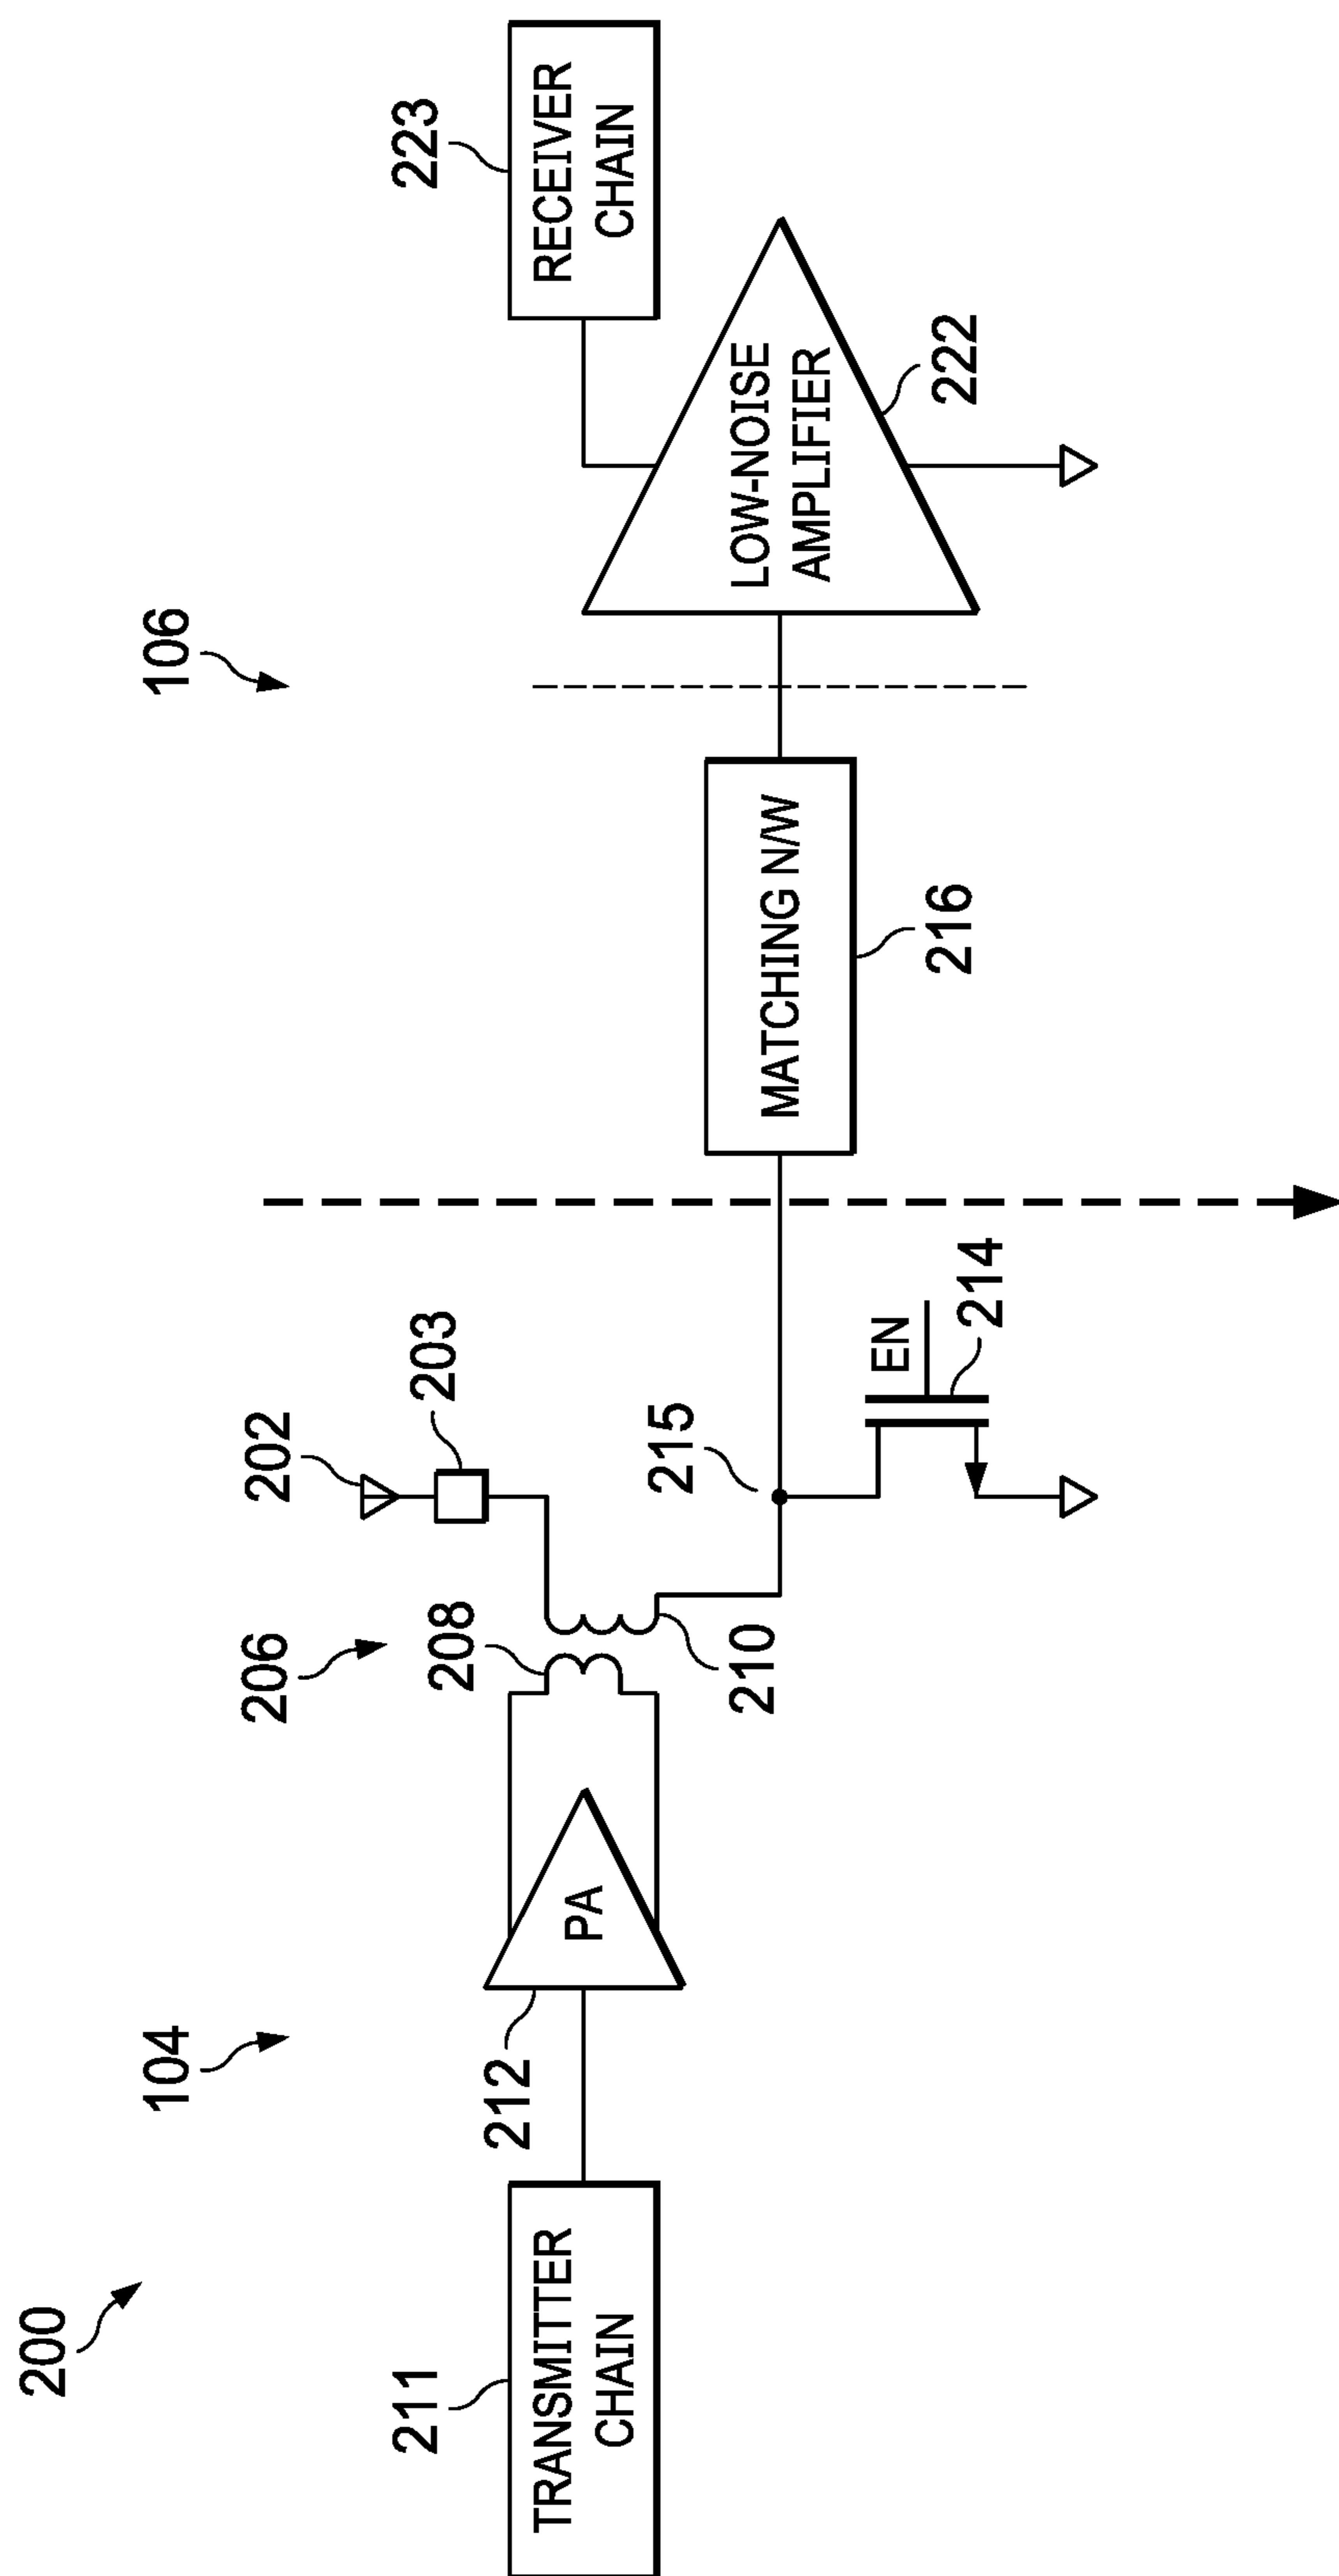 200
104
106
206
202
203
211
TRANSMITTER
CHAIN
212
PA
208
210
215
EN
214
MATCHING N/W
216
LOW-NOISE
AMPLIFIER
222
223
RECEIVER
CHAIN